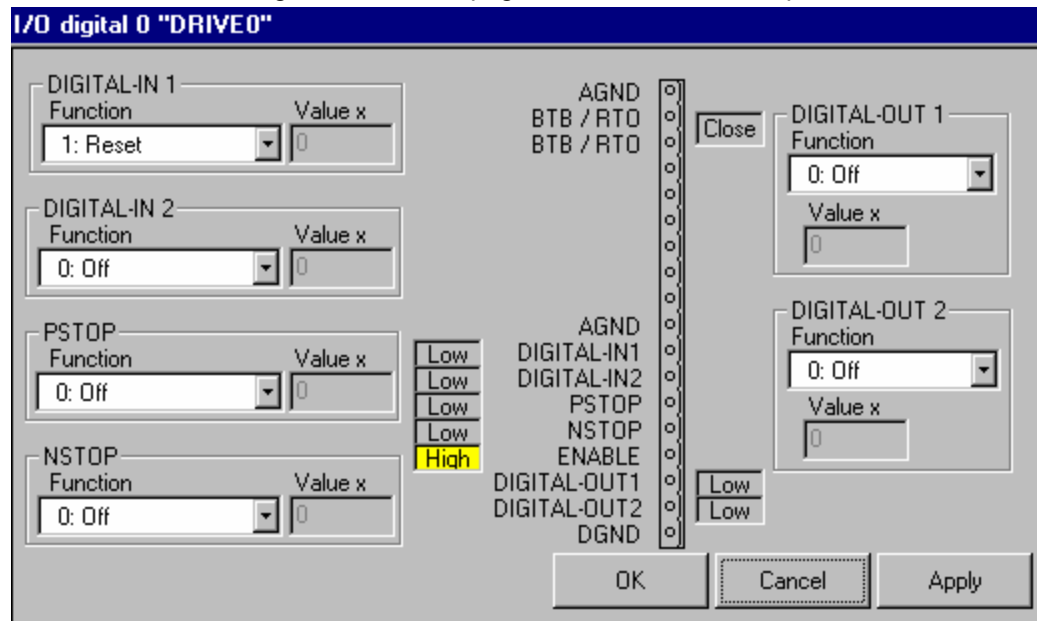 I/O digital 0 "DRIVE0"
DIGITAL-IN 1
Function Value x
1: Reset 0
DIGITAL-IN 2
Function Value x
0: Off 0
PSTOP
Function Value x
0: Off 0
NSTOP
Function Value x
0: Off 0
AGND
BTB / RTO
BTB / RTO
Close
AGND
Low DIGITAL-IN1
Low DIGITAL-IN2
Low PSTOP
Low NSTOP
High ENABLE
DIGITAL-OUT1 Low
DIGITAL-OUT2 Low
DGND
DIGITAL-OUT 1
Function
0: Off
Value x
0
DIGITAL-OUT 2
Function
0: Off
Value x
0
OK Cancel Apply